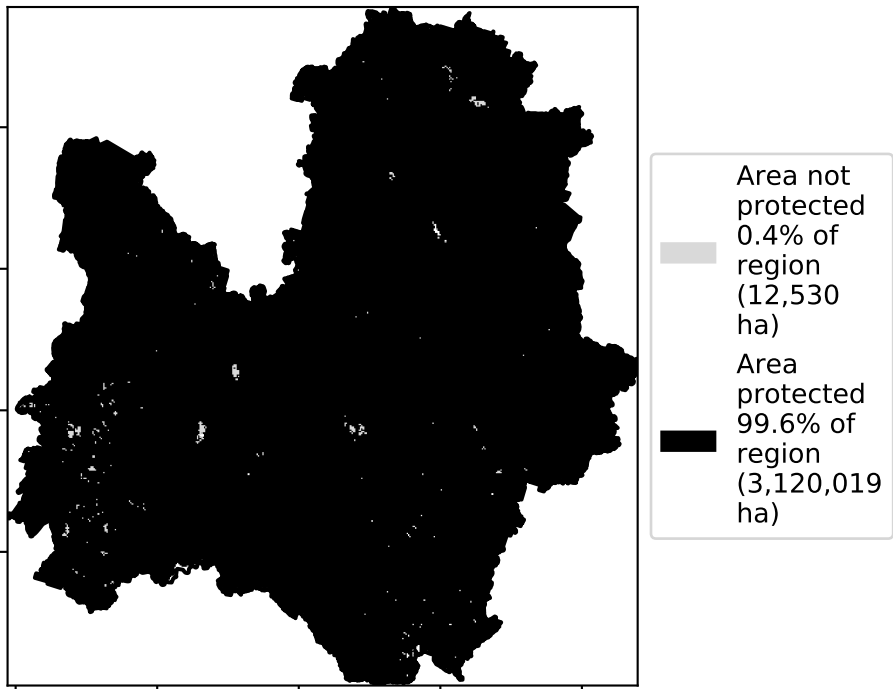 Area not
protected
0.4% of
region
(12,530
ha)
Area
protected
99.6% of
region
(3,120,019
ha)